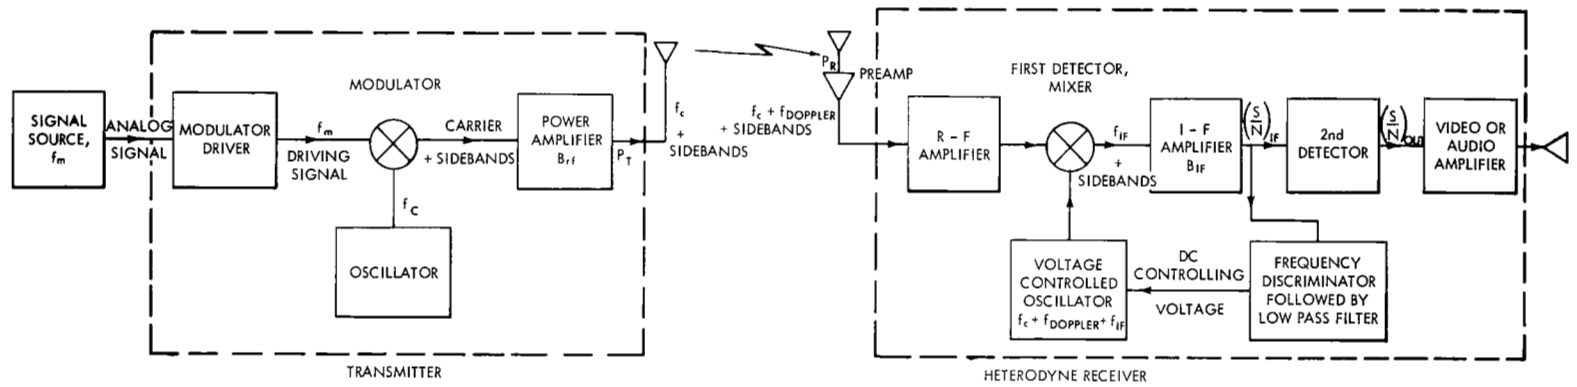 SIGNAL
SOURCE,
fm
ANALOG
SIGNAL
MODULATOR
DRIVER
fm
DRIVING
SIGNAL
MODULATOR
fC
OSCILLATOR
CARRIER
+ SIDEBANDS
POWER
AMPLIFIER
Brf
PT
fc
+
SIDEBANDS
TRANSMITTER
fc + fDOPPLER
+ SIDEBANDS
PR
PREAMP
R-F
AMPLIFIER
FIRST DETECTOR,
MIXER
fIF
+
SIDEBANDS
I-F
AMPLIFIER
BIF
(S/N)IF
2nd
DETECTOR
(S/N)OUT
VIDEO OR
AUDIO
AMPLIFIER
VOLTAGE
CONTROLLED
OSCILLATOR
fc + fDOPPLER + fIF
DC
CONTROLLING
VOLTAGE
FREQUENCY
DISCRIMINATOR
FOLLOWED BY
LOW PASS FILTER
HETERODYNE RECEIVER